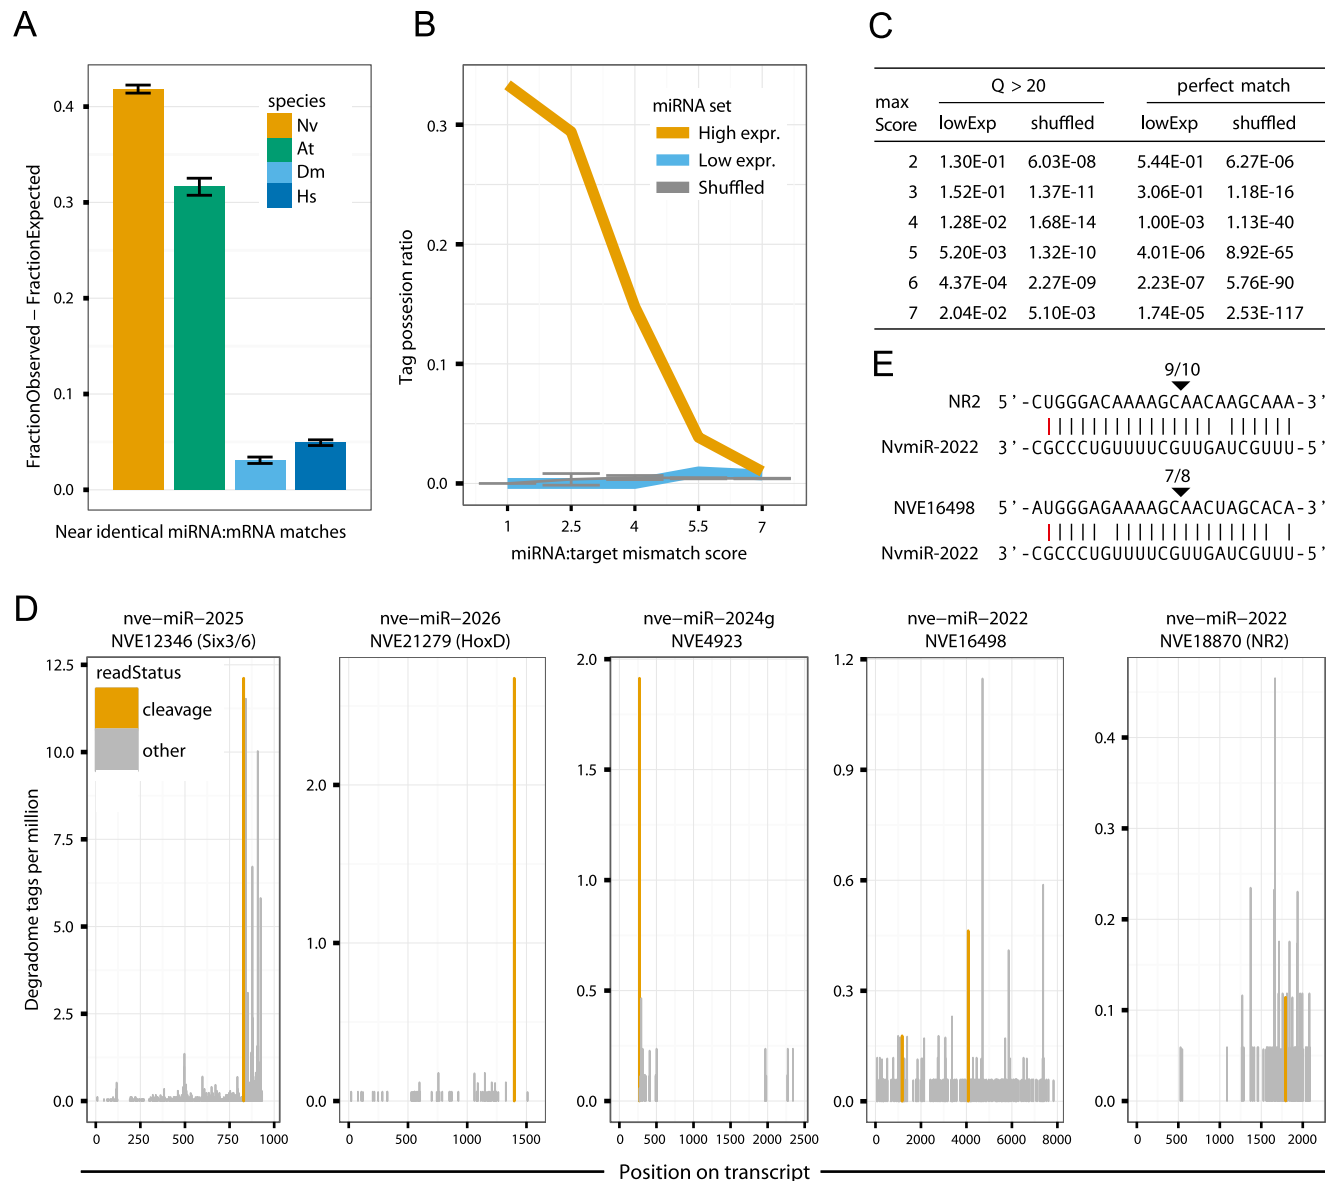 A
species
Nv
At
Dm
Hs
0.4
0.3
0.2
0.1
0.0
FractionObserved − FractionExpected
Near identical miRNA:mRNA matches
B
miRNA set
High expr.
Low expr.
Shuffled
0.3
0.2
0.1
0.0
Tag possesion ratio
1 2.5 4 5.5 7
miRNA:target mismatch score
C
Q > 20 perfect match
max Score lowExp shuffled lowExp shuffled
2 1.30E-01 6.03E-08 5.44E-01 6.27E-06
3 1.52E-01 1.37E-11 3.06E-01 1.18E-16
4 1.28E-02 1.68E-14 1.00E-03 1.13E-40
5 5.20E-03 1.32E-10 4.01E-06 8.92E-65
6 4.37E-04 2.27E-09 2.23E-07 5.76E-90
7 2.04E-02 5.10E-03 1.74E-05 2.53E-117
E
9/10
NR2 5'-CUGGGACAAAAGCAACAAGCAAA-3'
NvmiR-2022 3'-CGCCCUGUUUUCGUUGAUCGUUU-5'
7/8
NVE16498 5'-AUGGGAGAAAAGCAACUAGCACA-3'
NvmiR-2022 3'-CGCCCUGUUUUCGUUGAUCGUUU-5'
D
nve−miR−2025
NVE12346 (Six3/6)
readStatus
cleavage
other
12.5
10.0
7.5
5.0
2.5
0.0
Degradome tags per million
0 250 500 750 1000
nve−miR−2026
NVE21279 (HoxD)
2.0
1.0
0.0
0 500 1000 1500
nve−miR−2024g
NVE4923
2.0
1.5
1.0
0.5
0.0
0 500 1000 1500 2000 2500
nve−miR−2022
NVE16498
1.2
0.9
0.6
0.3
0.0
0 2000 4000 6000 8000
nve−miR−2022
NVE18870 (NR2)
0.4
0.3
0.2
0.1
0.0
0 500 1000 1500 2000
Position on transcript